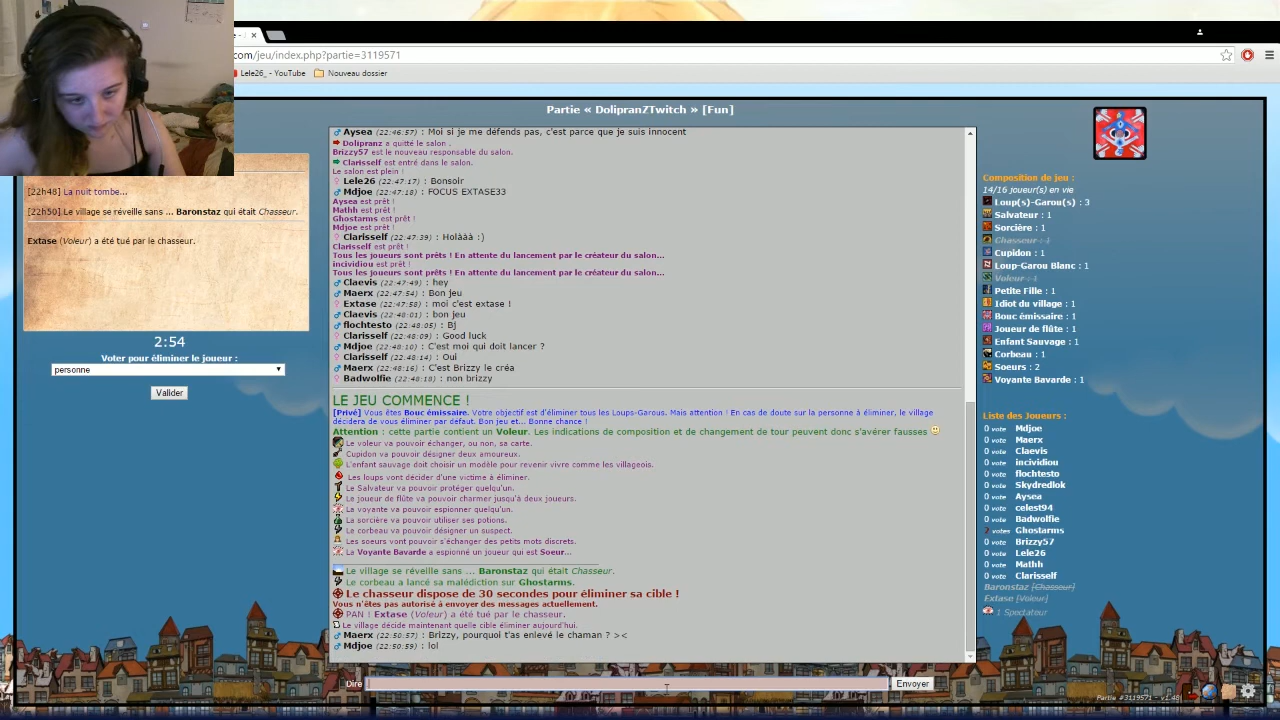 com/jeu/index.php?partie=3119571
Lele26_ - YouTube
Nouveau dossier
Partie « DolipranZTwitch » [Fun]
[22h48] La nuit tombe...
[22h50] Le village se réveille sans ... Baronstaz qui était Chasseur.
Extase (Voleur) a été tué par le chasseur.
2:54
Voter pour éliminer le joueur :
personne
Valider
Aysea (22:46:57) : Moi si je me défends pas, c'est parce que je suis innocent
Dolipranz a quitté le salon .
Brizzy57 est le nouveau responsable du salon.
Clarisself est entré dans le salon.
Le salon est plein !
Lele26 (22:47:17) : Bonsoir
Mdjoe (22:47:18) : FOCUS EXTASE33
Aysea est prêt !
Mathh est prêt !
Ghostarms est prêt !
Mdjoe est prêt !
Clarisself (22:47:39) : Holààà :)
Clarisself est prêt !
Tous les joueurs sont prêts ! En attente du lancement par le créateur du salon...
incividiou est prêt !
Tous les joueurs sont prêts ! En attente du lancement par le créateur du salon...
Claevis (22:47:49) : hey
Maerx (22:47:54) : Bon jeu
Extase (22:47:58) : moi c'est extase !
Claevis (22:48:01) : bon jeu
flochtesto (22:48:05) : Bj
Clarisself (22:48:09) : Good luck
Mdjoe (22:48:10) : C'est moi qui doit lancer ?
Clarisself (22:48:14) : Oui
Maerx (22:48:16) : C'est Brizzy le créa
Badwolfie (22:48:18) : non brizzy
LE JEU COMMENCE !
[Privé] Vous êtes Bouc émissaire. Votre objectif est d'éliminer tous les Loups-Garous. Mais attention ! En cas de doute sur la personne à éliminer, le village
décidera de vous éliminer par defaut. Bon jeu et... Bonne chance !
Attention : cette partie contient un Voleur. Les indications de composition et de changement de tour peuvent donc s'avérer fausses
Le voleur va pouvoir échanger, ou non, sa carte.
Cupidon va pouvoir désigner deux amoureux.
L'enfant sauvage doit choisir un modèle pour revenir vivre comme les villageois.
Les loups vont décider d'une victime à éliminer.
Le Salvateur va pouvoir protéger quelqu'un.
Le joueur de flûte va pouvoir charmer jusqu'à deux joueurs.
La voyante va pouvoir espionner quelqu'un.
La sorcière va pouvoir utiliser ses potions.
Le corbeau va pouvoir désigner un suspect.
Les soeurs vont pouvoir s'échanger des petits mots discrets.
La Voyante Bavarde a espionné un joueur qui est Soeur...
Le village se réveille sans ... Baronstaz qui était Chasseur.
Le corbeau a lancé sa malédiction sur Ghostarms.
Le chasseur dispose de 30 secondes pour éliminer sa cible !
Vous n'êtes pas autorisé à envoyer des messages actuellement.
PAN ! Extase (Voleur) a été tué par le chasseur.
Le village décide maintenant quelle cible éliminer aujourd'hui.
Maerx (22:50:57) : Brizzy, pourquoi t'as enlevé le chaman ? ><
Mdjoe (22:50:59) : lol
Dire
Envoyer
Composition de jeu :
14/16 joueur(s) en vie
Loup(s)-Garou(s) : 3
Salvateur : 1
Sorcière : 1
Chasseur : 1
Cupidon : 1
Loup-Garou Blanc : 1
Voleur : 1
Petite Fille : 1
Idiot du village : 1
Bouc émissaire : 1
Joueur de flûte : 1
Enfant Sauvage : 1
Corbeau : 1
Soeurs : 2
Voyante Bavarde : 1
Liste des Joueurs :
0 vote Mdjoe
0 vote Maerx
0 vote Claevis
0 vote incividiou
0 vote flochtesto
0 vote Skydredlok
0 vote Aysea
0 vote celest94
0 vote Badwolfie
2 votes Ghostarms
0 vote Brizzy57
0 vote Lele26
0 vote Mathh
0 vote Clarisself
Baronstaz [Chasseur]
Extase [Voleur]
1 Spectateur
Partie #3119571 - v1.48